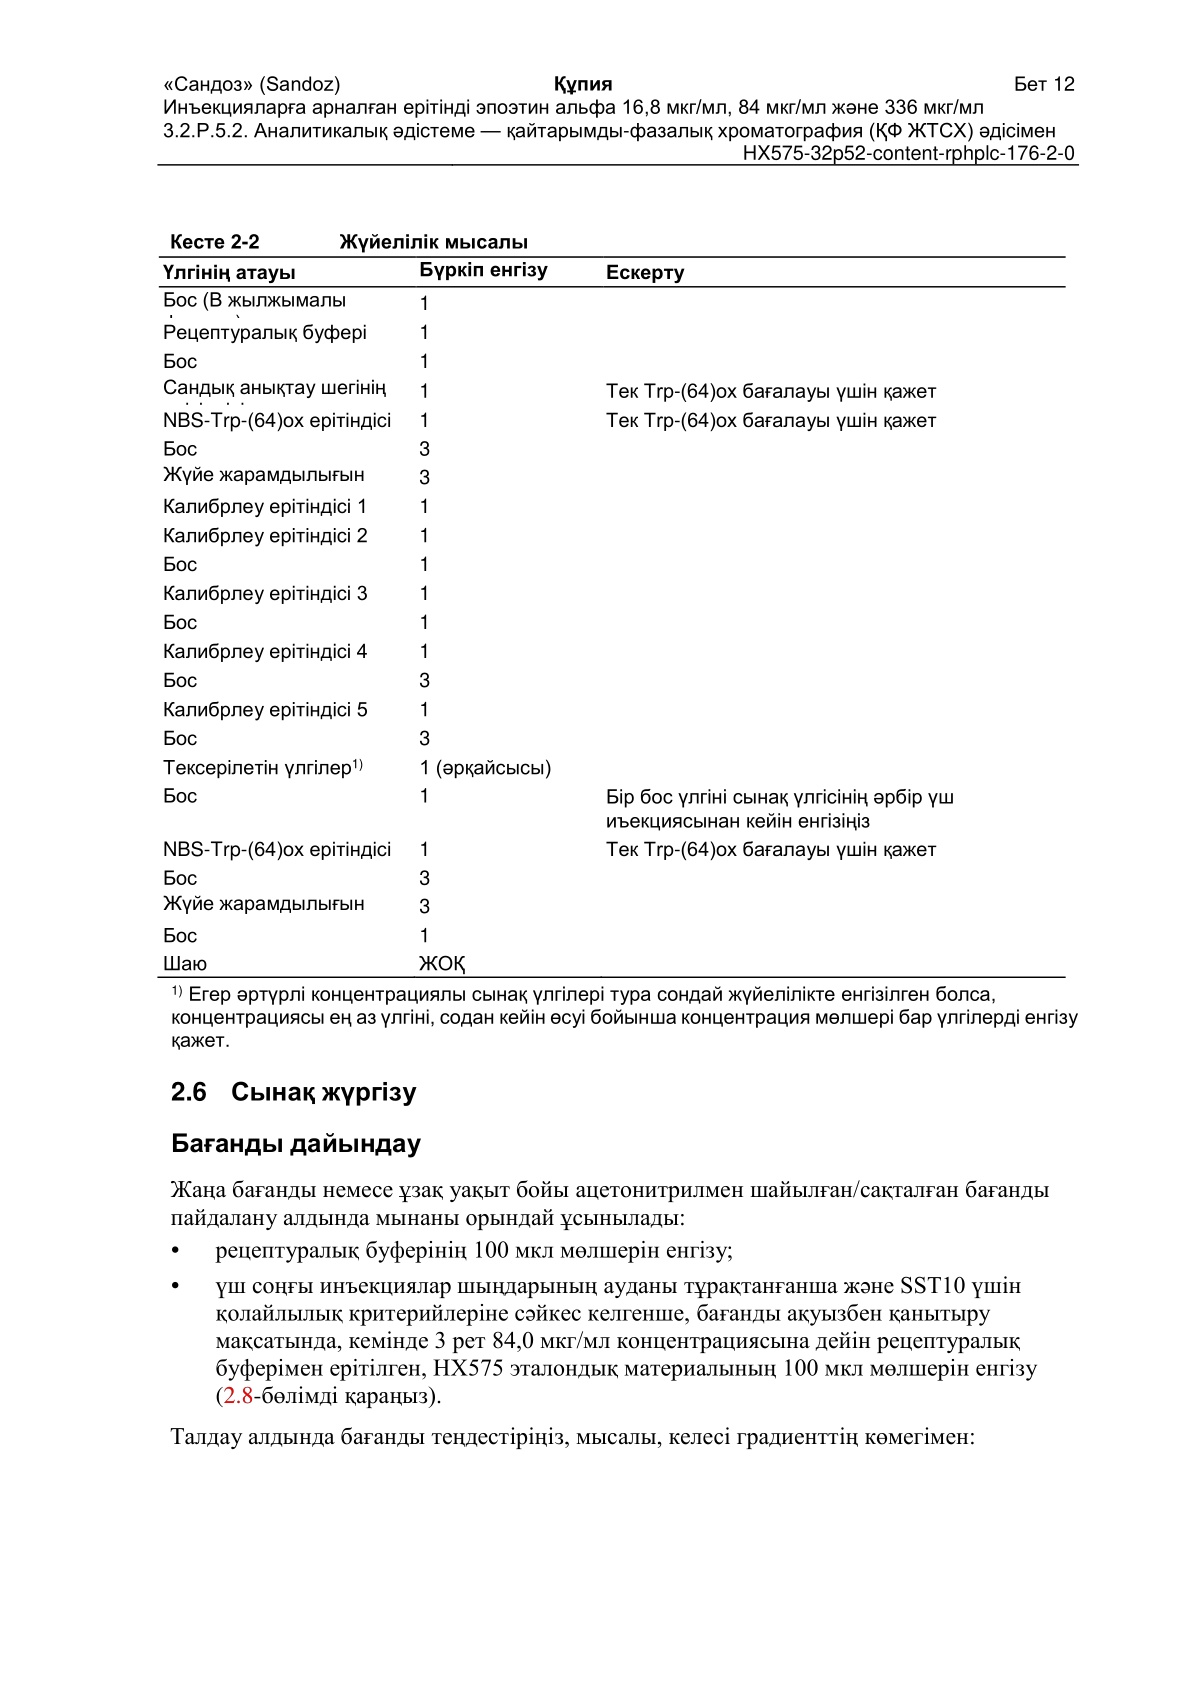 «Сандоз» (Sandoz) Құпия Бет 12
Инъекцияларға арналған ерітінді эпоэтин альфа 16,8 мкг/мл, 84 мкг/мл және 336 мкг/мл
3.2.P.5.2. Аналитикалық әдістеме — қайтарымды-фазалық хроматография (ҚФ ЖТСХ) әдісімен
HX575-32p52-content-rphplc-176-2-0
Кесте 2-2 Жүйелілік мысалы
Үлгінің атауы Бүркіп енгізу Ескерту
Бос (В жылжымалы 1
Рецептуралық буфері 1
Бос 1
Сандық анықтау шегінің 1 Тек Trp-(64)ox бағалауы үшін қажет
NBS-Trp-(64)ox ерітіндісі 1 Тек Trp-(64)ox бағалауы үшін қажет
Бос 3
Жүйе жарамдылығын 3
Калибрлеу ерітіндісі 1 1
Калибрлеу ерітіндісі 2 1
Бос 1
Калибрлеу ерітіндісі 3 1
Бос 1
Калибрлеу ерітіндісі 4 1
Бос 3
Калибрлеу ерітіндісі 5 1
Бос 3
Тексерілетін үлгілер1) 1 (әрқайсысы)
Бос 1 Бір бос үлгіні сынақ үлгісінің әрбір үш
иъекциясынан кейін енгізіңіз
NBS-Trp-(64)ox ерітіндісі 1 Тек Trp-(64)ox бағалауы үшін қажет
Бос 3
Жүйе жарамдылығын 3
Бос 1
Шаю ЖОҚ
1) Егер әртүрлі концентрациялы сынақ үлгілері тура сондай жүйелілікте енгізілген болса,
концентрациясы ең аз үлгіні, содан кейін өсуі бойынша концентрация мөлшері бар үлгілерді енгізу
қажет.
2.6 Сынақ жүргізу
Бағанды дайындау
Жаңа бағанды немесе ұзақ уақыт бойы ацетонитрилмен шайылған/сақталған бағанды
пайдалану алдында мынаны орындай ұсынылады:
• рецептуралық буферінің 100 мкл мөлшерін енгізу;
• үш соңғы инъекциялар шыңдарының ауданы тұрақтанғанша және SST10 үшін
қолайлылық критерийлеріне сәйкес келгенше, бағанды ақуызбен қанытыру
мақсатында, кемінде 3 рет 84,0 мкг/мл концентрациясына дейін рецептуралық
буферімен ерітілген, HX575 эталондық материалының 100 мкл мөлшерін енгізу
(2.8-бөлімді қараңыз).
Талдау алдында бағанды теңдестіріңіз, мысалы, келесі градиенттің көмегімен: